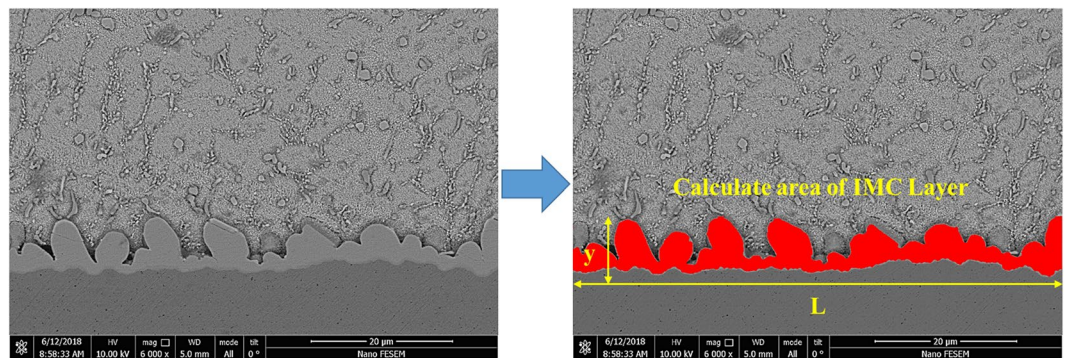 Calculate area of IMC Layer
y
L
6/12/2018 HV mag WD mode tilt 20 µm
8:58:33 AM 10.00 kV 6 000 x 5.0 mm All 0 ° Nano FESEM
6/12/2018 HV mag WD mode tilt 20 µm
8:58:33 AM 10.00 kV 6 000 x 5.0 mm All 0 ° Nano FESEM